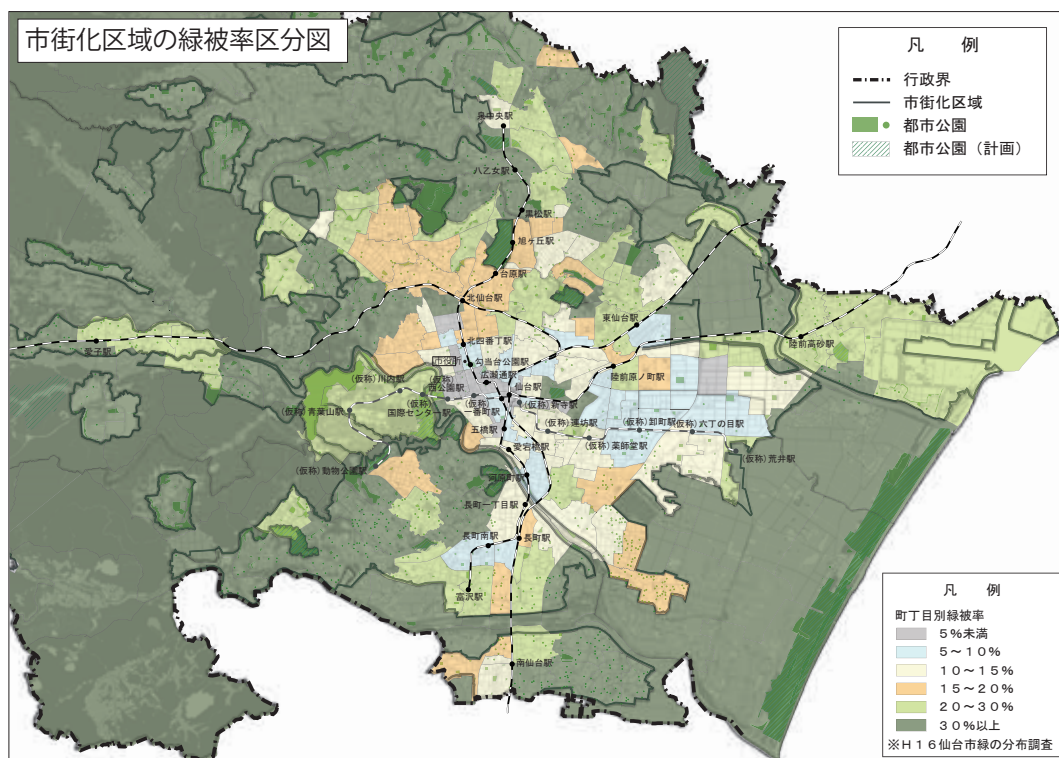 市街化区域の緑被率区分図
凡 例
行政界
市街化区域
都市公園
都市公園（計画）
泉中央駅
八乙女駅
黒松駅
旭ヶ丘駅
台原駅
北仙台駅
東仙台駅
陸前高砂駅
北四番丁駅
愛子駅
市役所
勾当台公園駅
広瀬通駅
陸前原ノ町駅
(仮称)川内駅
(仮称)
西公園駅
仙台駅
(仮称)青葉山駅
(仮称)
国際センター駅
(仮称)
一番町駅
(仮称)新寺駅
五橋駅
(仮称)連坊駅
(仮称)卸町駅
(仮称)六丁の目駅
愛宕橋駅
(仮称)薬師堂駅
(仮称)荒井駅
(仮称)動物公園駅
河原町駅
長町一丁目駅
長町南駅
長町駅
富沢駅
南仙台駅
凡 例
町丁目別緑被率
５％未満
５～１０％
１０～１５％
１５～２０％
２０～３０％
３０％以上
※Ｈ１６仙台市緑の分布調査